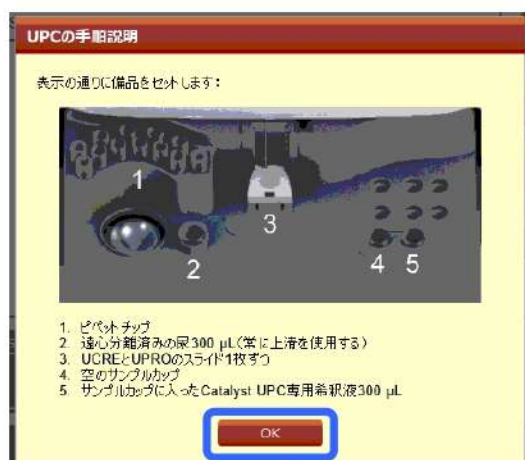 UPCの手順説明
表示の通りに備品をセットします：
1
2
3
4 5
1. ピペットチップ
2. 遠心分離済みの尿300 μL（常に上清を使用する）
3. UCREとUPROのスライド1枚ずつ
4. 空のサンプルカップ
5. サンプルカップに入ったCatalyst UPC専用希釈液300 μL
OK